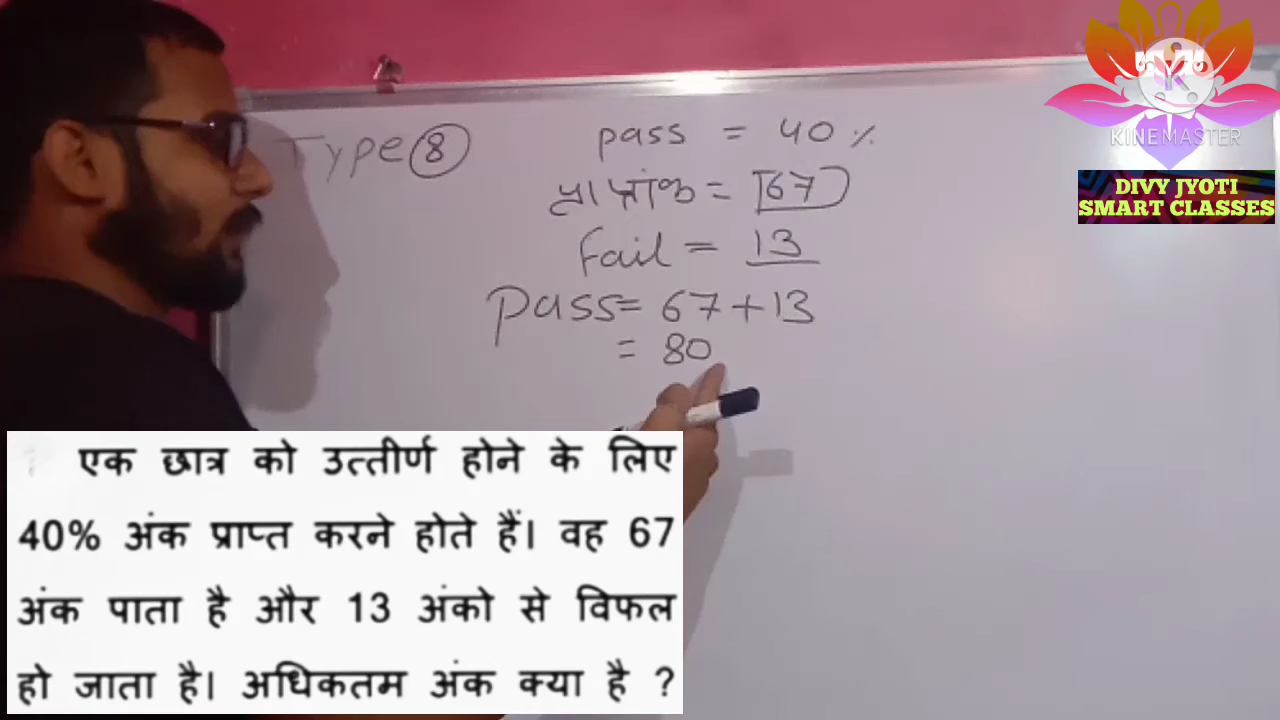 Type 8
pass = 40%
प्राप्तांक = 67
Fail = 13
Pass = 67+13
= 80
KINEMASTER
DIVY JYOTI
SMART CLASSES
एक छात्र को उत्तीर्ण होने के लिए
40% अंक प्राप्त करने होते हैं। वह 67
अंक पाता है और 13 अंको से विफल
हो जाता है। अधिकतम अंक क्या है ?